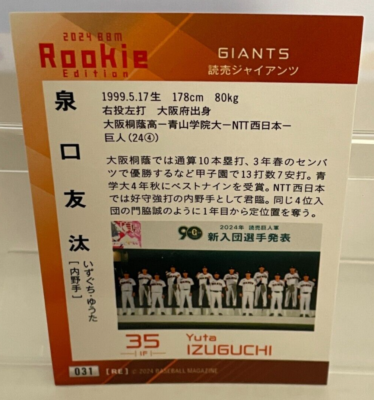 2024 BBM
Rookie
Edition
GIANTS
読売ジャイアンツ
泉口友汰
いずぐち・ゆうた
[内野手]
1999.5.17生 178cm 80kg
右投左打 大阪府出身
大阪桐蔭高ー青山学院大ーNTT西日本ー
巨人(24④)
大阪桐蔭では通算10本塁打、3年春のセンバ
ツで優勝するなど甲子園で13打数7安打。青
学大4年秋にベストナインを受賞。NTT西日本
では好守強打の内野手として君臨。同じ4位入
団の門脇誠のように1年目から定位置を奪う。
90
2024年 読売巨人軍
新入団選手発表
35
IP
Yuta
IZUGUCHI
031
[RE]
© 2024 BASEBALL MAGAZINE